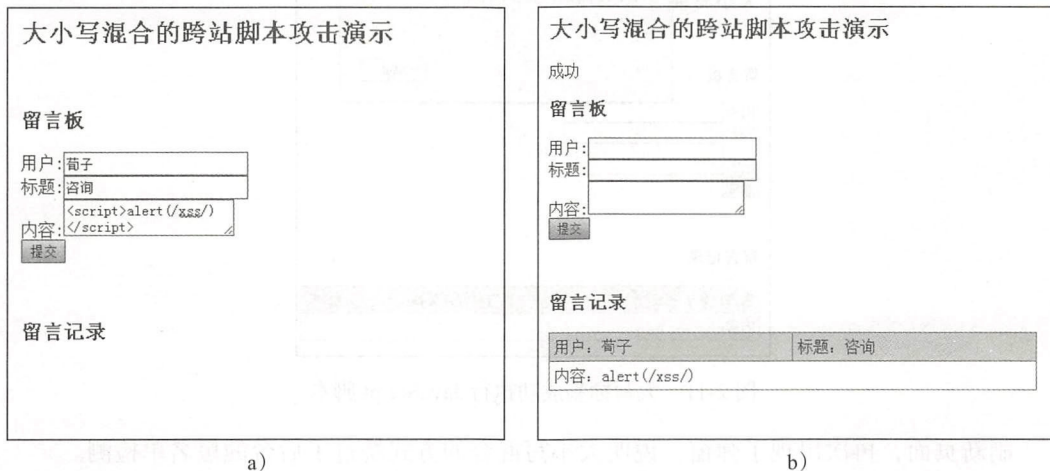 大小写混合的跨站脚本攻击演示
留言板
用户:荀子
标题:咨询
内容:<script>alert(/xss/)
</script>
提交
留言记录
a)
大小写混合的跨站脚本攻击演示
成功
留言板
用户:
标题:
内容:
提交
留言记录
用户: 荀子 标题: 咨询
内容: alert(/xss/)
b)